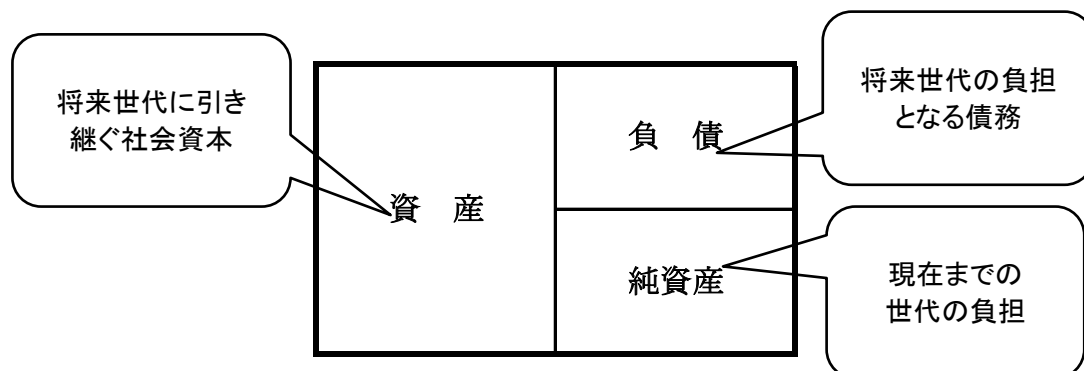 将来世代に引き
継ぐ社会資本
資　産
負　債
純資産
将来世代の負担
となる債務
現在までの
世代の負担